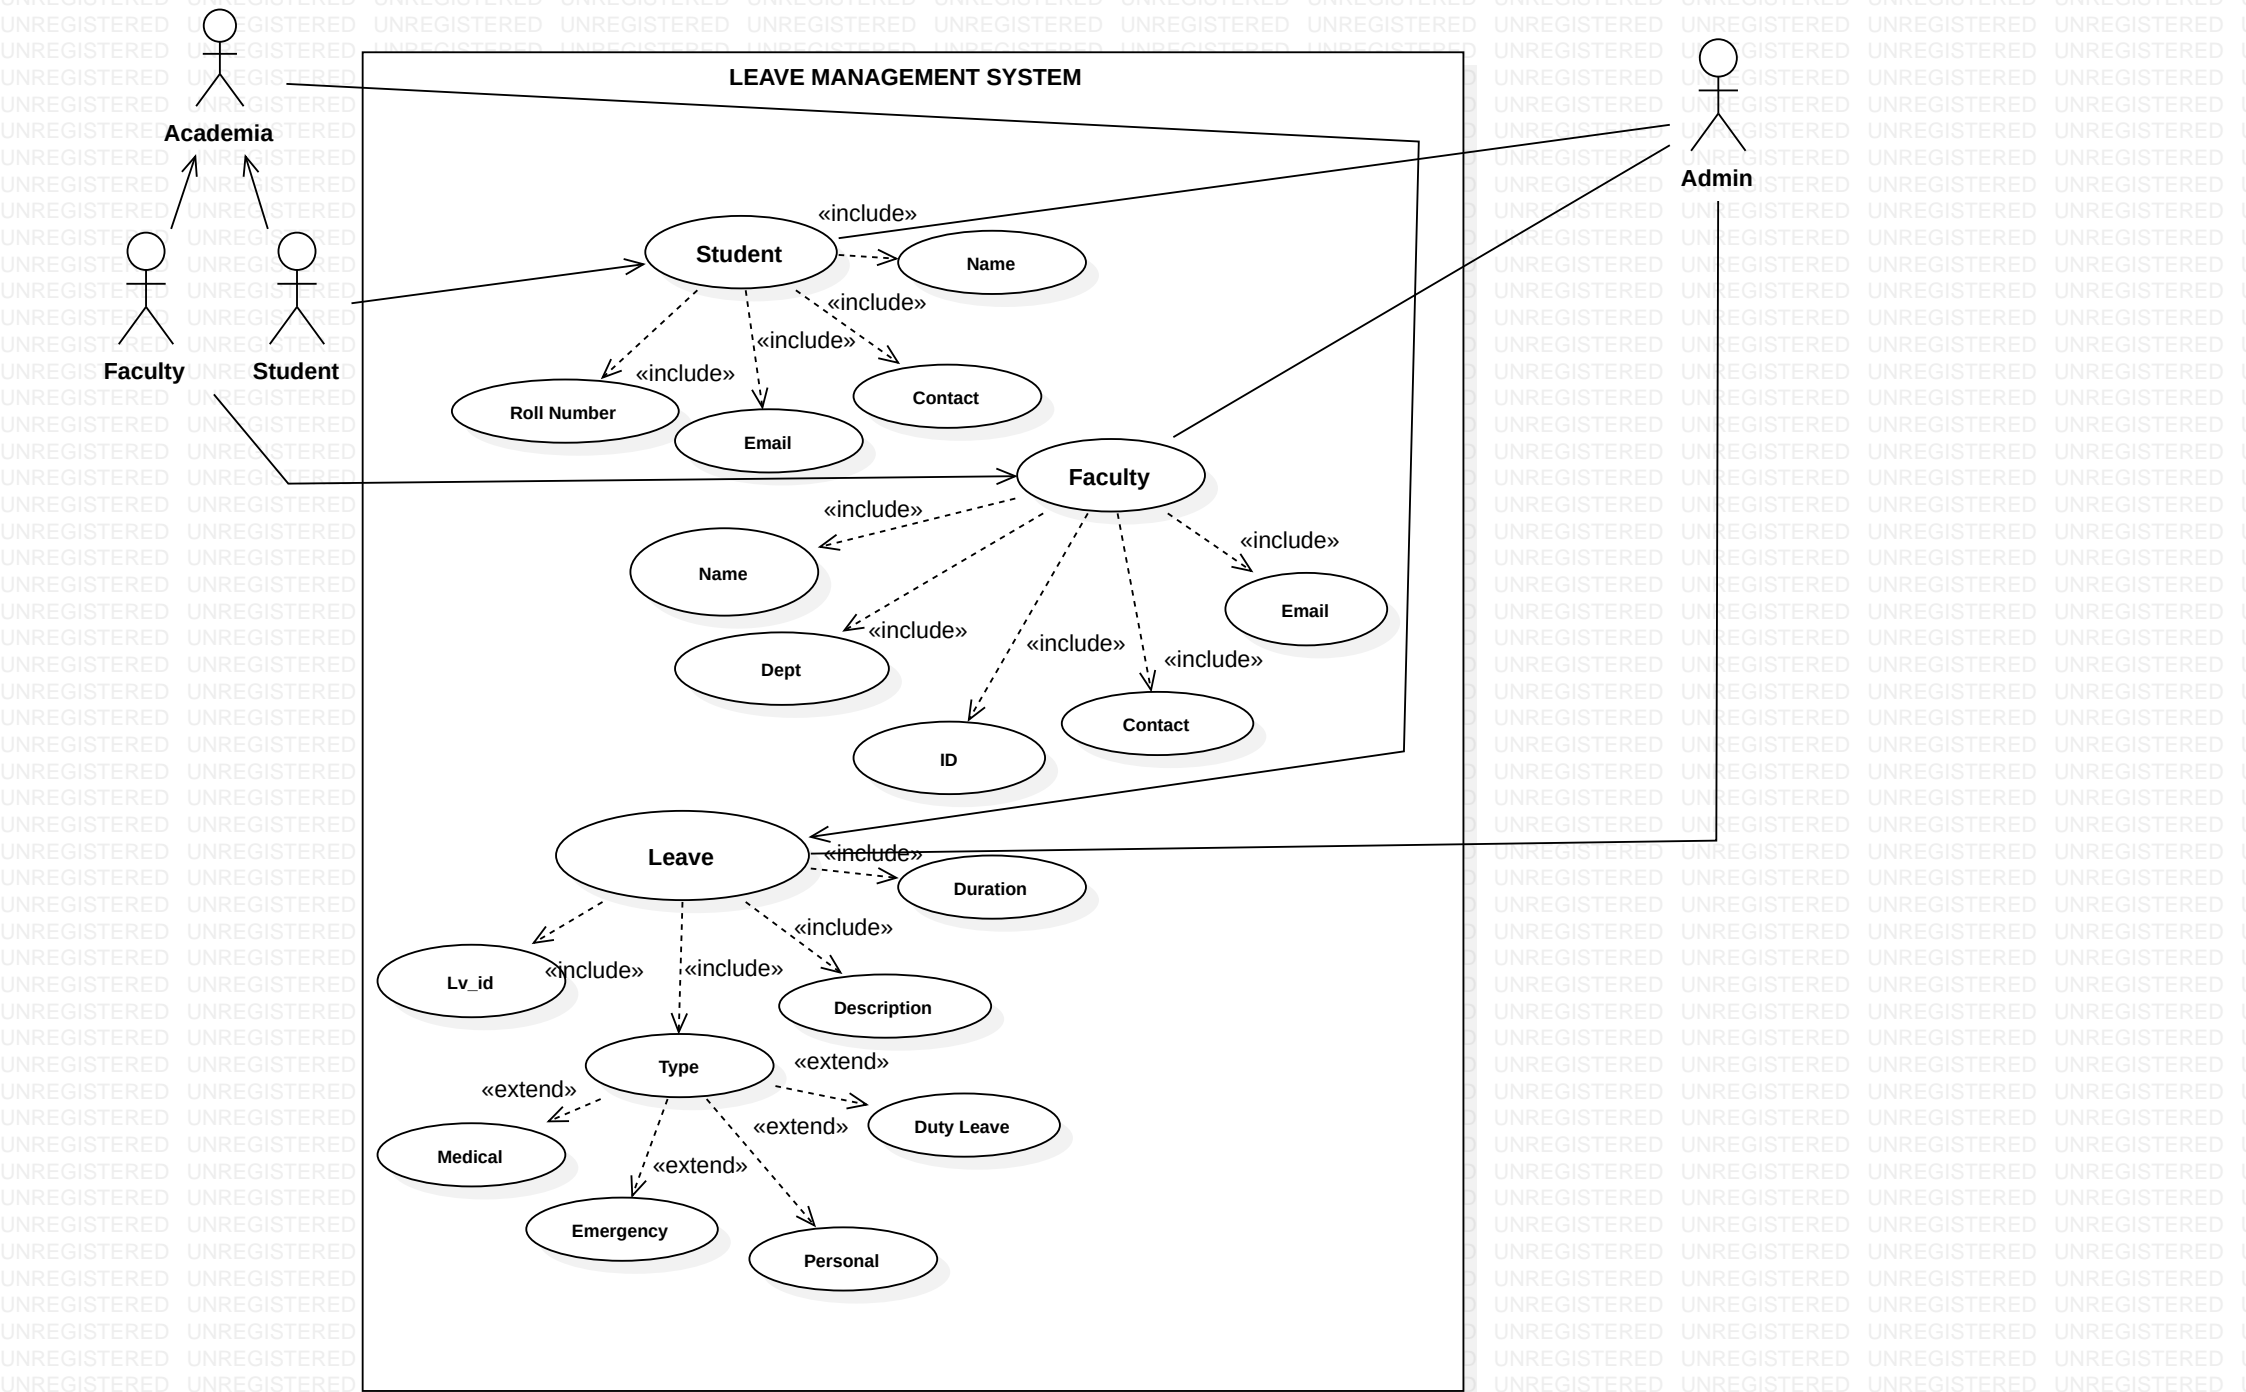 LEAVE MANAGEMENT SYSTEM
Academia
Admin
Faculty
Student
Student
«include»
Name
«include»
«include»
«include»
Roll Number
Email
Contact
Faculty
«include»
Name
«include»
Dept
«include»
ID
«include»
Contact
«include»
Email
Leave
«include»
Duration
«include»
Description
«include»
Lv_id
«include»
Type
«extend»
Duty Leave
«extend»
Medical
«extend»
Emergency
«extend»
Personal
UNREGISTERED